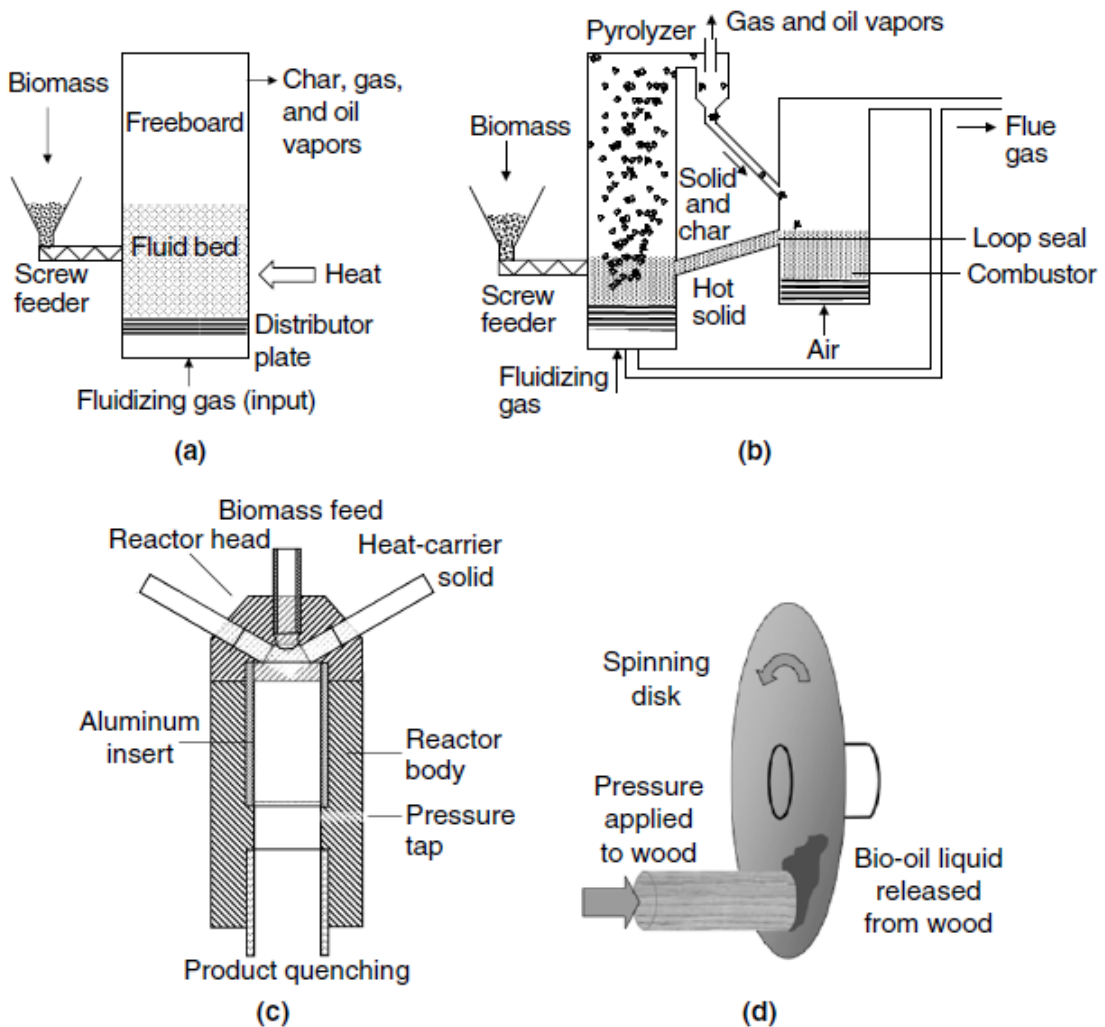 Biomass
Freeboard
Char, gas,
and oil
vapors
Fluid bed
Screw
feeder
Heat
Distributor
plate
Fluidizing gas (input)
(a)
Gas and oil vapors
Pyrolyzer
Biomass
Flue
gas
Solid
and
char
Loop seal
Combustor
Screw
feeder
Hot
solid
Air
Fluidizing
gas
(b)
Biomass feed
Reactor head
Heat-carrier
solid
Aluminum
insert
Reactor
body
Pressure
tap
Product quenching
(c)
Spinning
disk
Pressure
applied
to wood
Bio-oil liquid
released
from wood
(d)